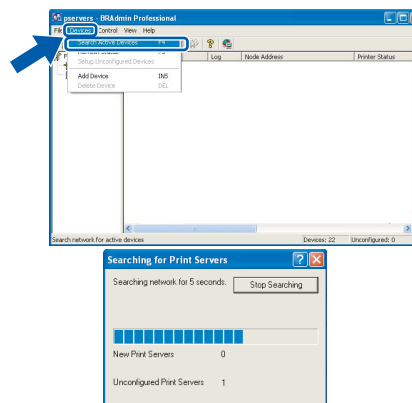 pservers - BRAdmin Professional
Devices Control View Help
Search Active Devices F4
Setup Unconfigured Devices
Add Device INS
Delete Device DEL
Log Node Address Printer Status
Search network for active devices Devices: 22 Unconfigured: 0
Searching for Print Servers
Searching network for 5 seconds. Stop Searching
New Print Servers 0
Unconfigured Print Servers 1